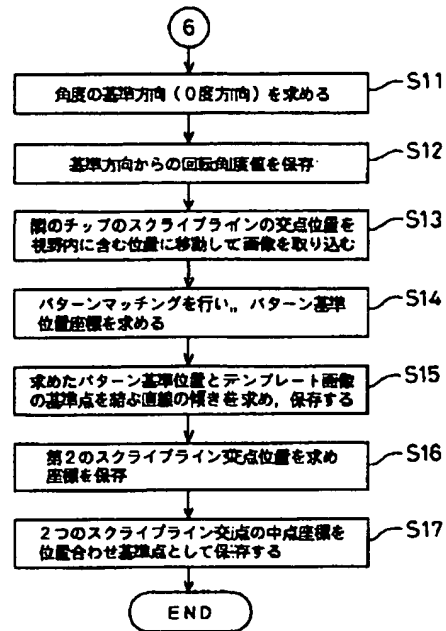 6
角度の基準方向（０度方向）を求める
S11
基準方向からの回転角度値を保存
S12
隣のチップのスクライブラインの交点位置を
視野内に含む位置に移動して画像を取り込む
S13
パターンマッチングを行い，パターン基準
位置座標を求める
S14
求めたパターン基準位置とテンプレート画像
の基準点を結ぶ直線の傾きを求め，保存する
S15
第２のスクライブライン交点位置を求め
座標を保存
S16
２つのスクライブライン交点の中点座標を
位置合わせ基準点として保存する
S17
END